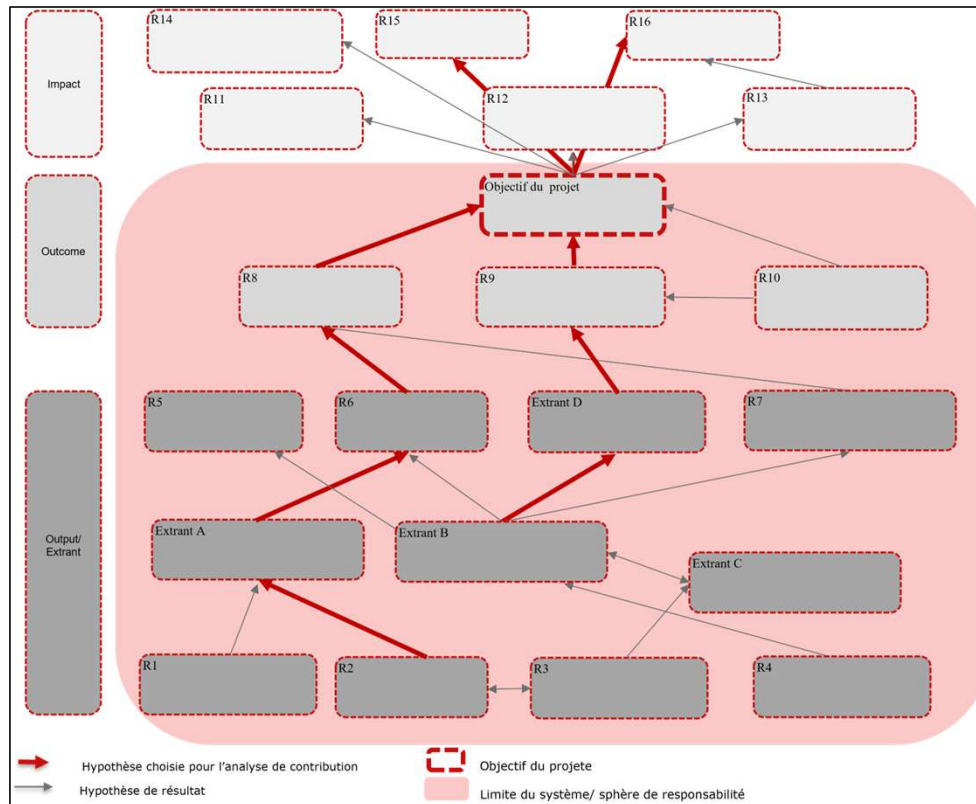 R14
R15
R16
Impact
R11
R12
R13
Objectif du projet
Outcome
R8
R9
R10
R5
R6
Extrant D
R7
Output/
Extrant
Extrant A
Extrant B
Extrant C
R1
R2
R3
R4
Hypothèse choisie pour l'analyse de contribution
Objectif du projete
Hypothèse de résultat
Limite du système/ sphère de responsabilité